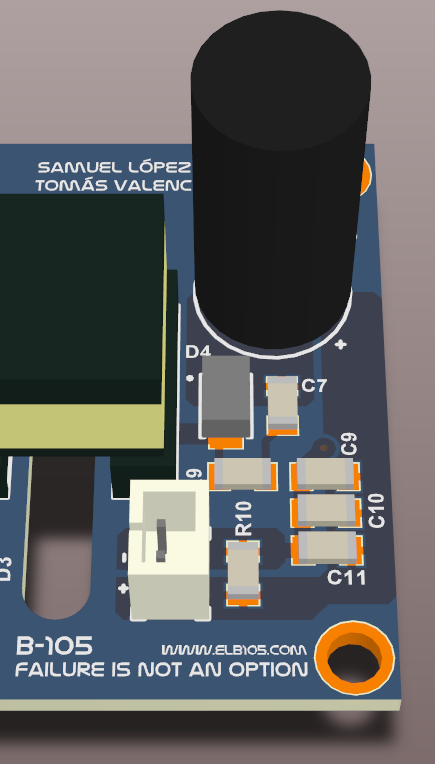 SAMUEL LÓPEZ
TOMÁS VALENC
+
D4
C7
C9
9
R10
C10
-
+
D3
C11
B-105
WWW.ELB105.COM
FAILURE IS NOT AN OPTION